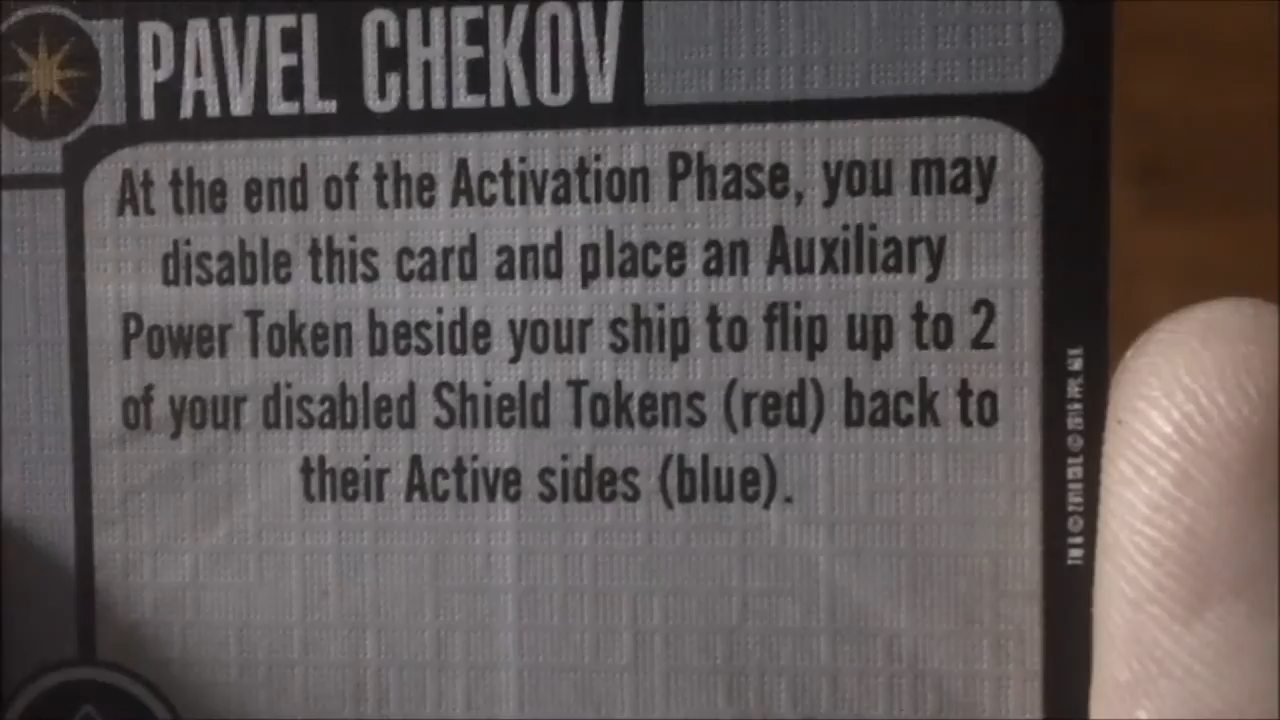 PAVEL CHEKOV
At the end of the Activation Phase, you may
disable this card and place an Auxiliary
Power Token beside your ship to flip up to 2
of your disabled Shield Tokens (red) back to
their Active sides (blue).